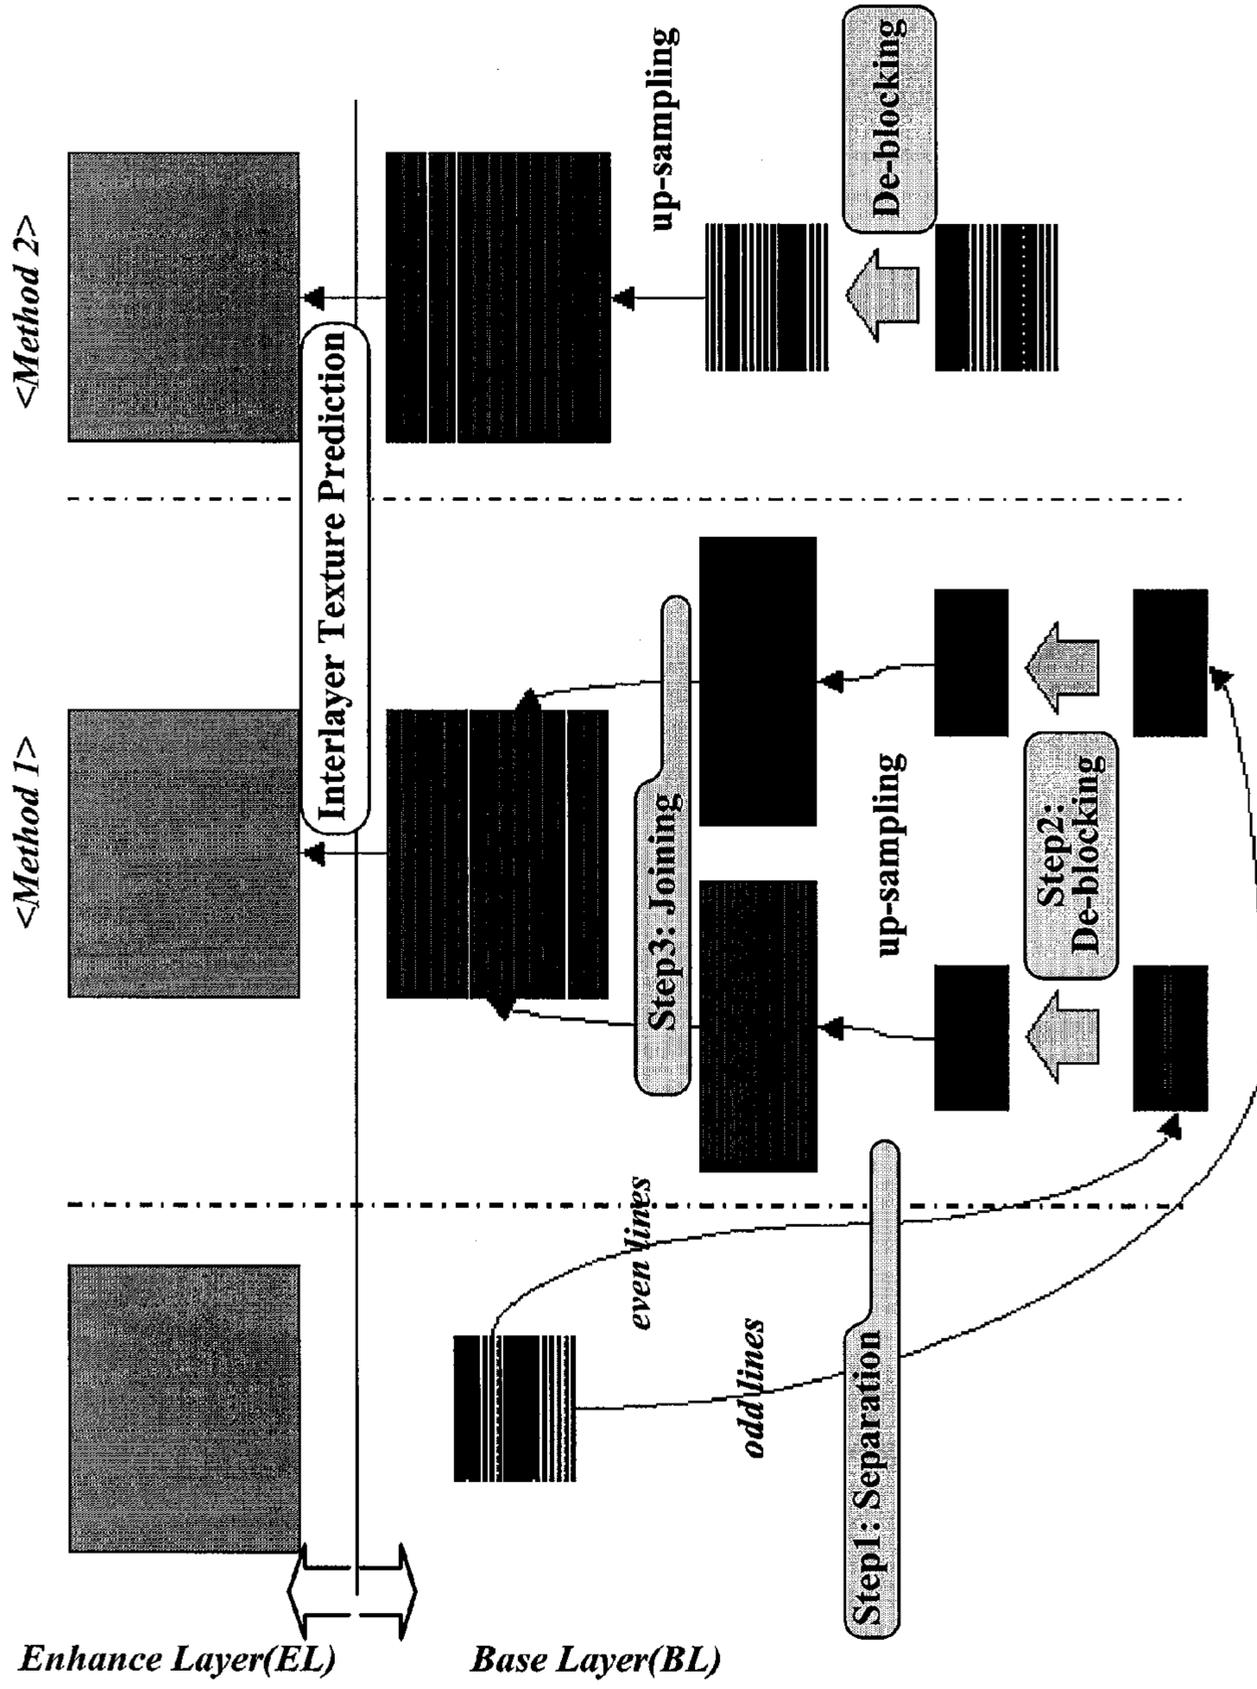 <Method 1>
<Method 2>
Enhance Layer(EL)
Interlayer Texture Prediction
Base Layer(BL)
even lines
odd lines
Step1: Separation
Step3: Joining
up-sampling
Step2:
De-blocking
up-sampling
De-blocking